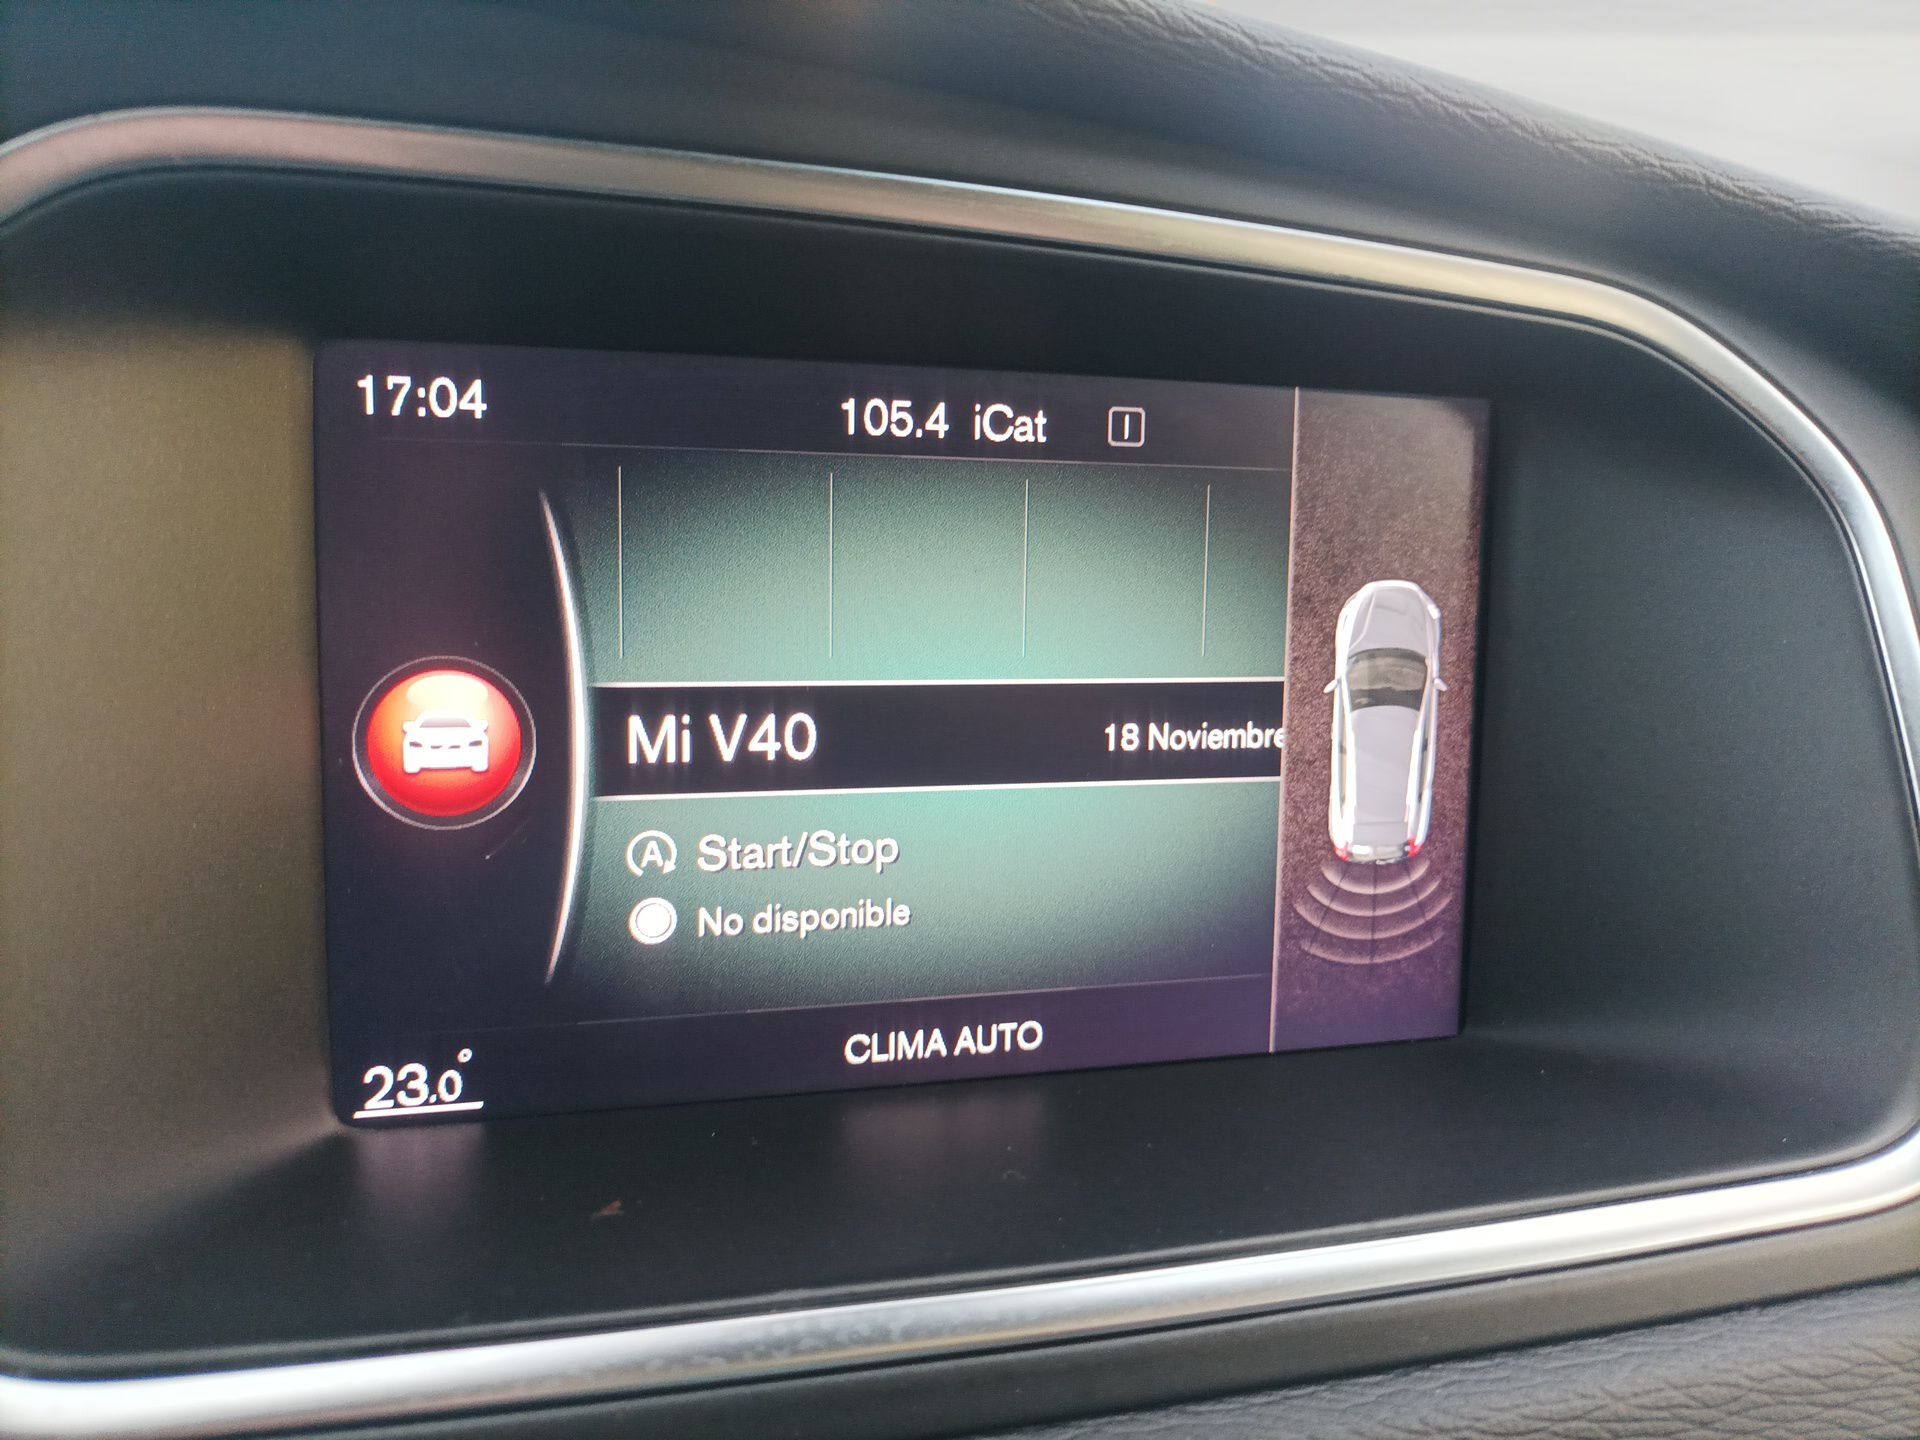 17:04
105.4 iCat I
Mi V40
18 Noviembre
A Start/Stop
No disponible
CLIMA AUTO
23.0°